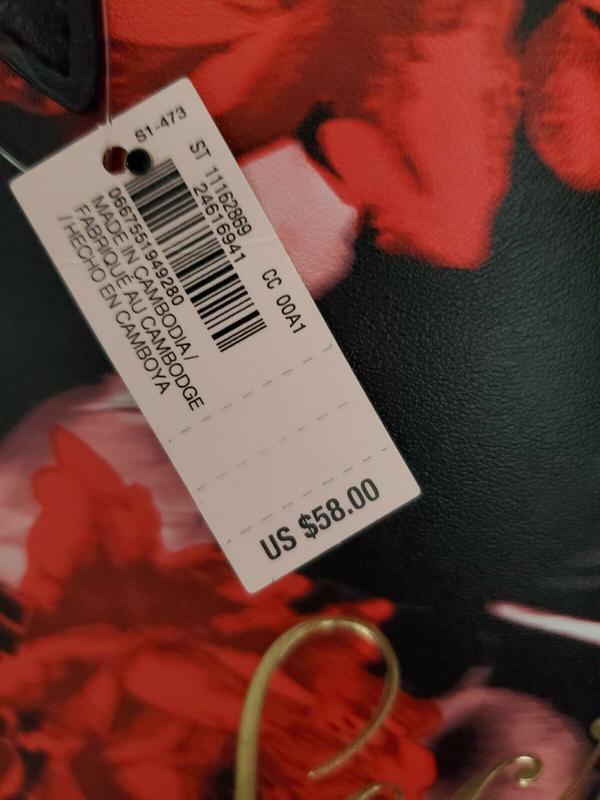 S1-473
ST 11162869
24616941
CC 00A1
0667551949280
MADE IN CAMBODIA/
FABRIQUÉ AU CAMBODGE
/HECHO EN CAMBOYA
US $58.00